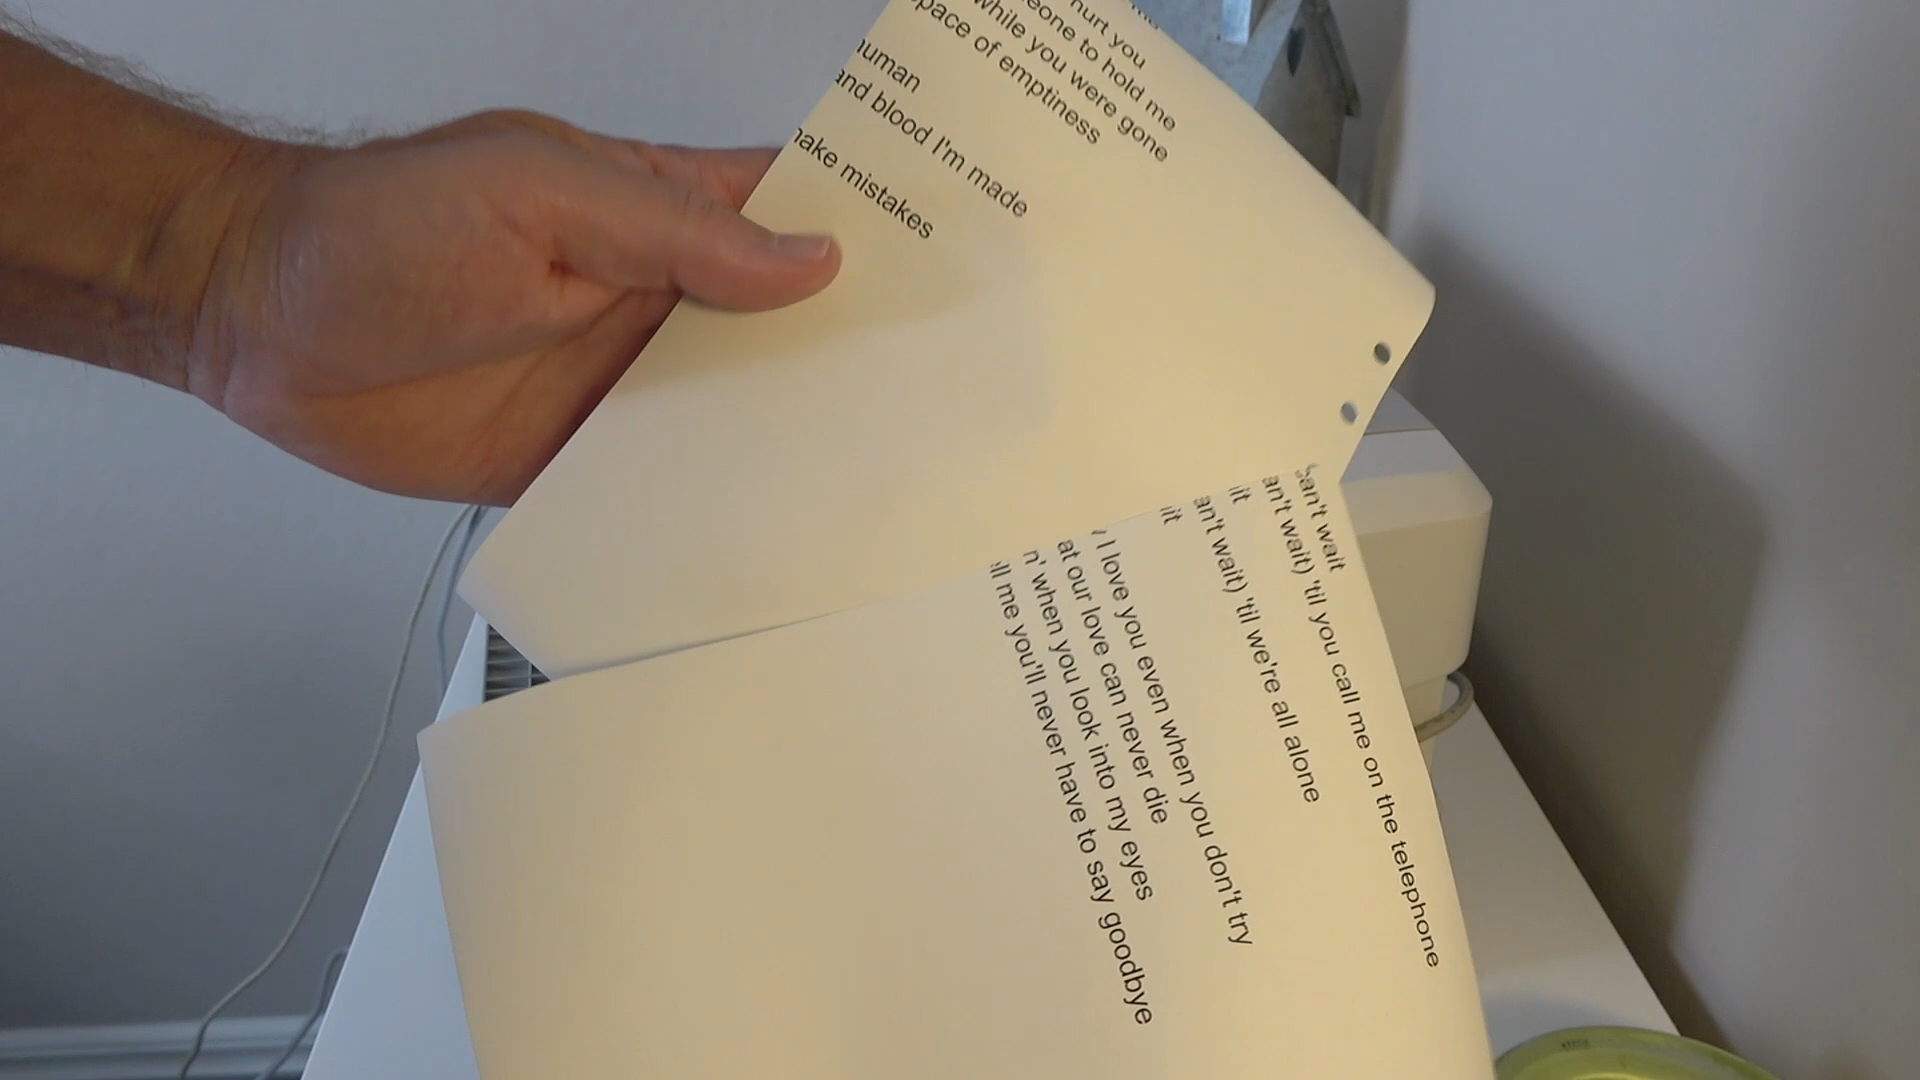 hurt you
eone to hold me
while you were gone
pace of emptiness
uman
and blood I'm made
nake mistakes
an't wait
an't wait) 'til you call me on the telephone
it
an't wait) 'til we're all alone
it
I love you even when you don't try
at our love can never die
n' when you look into my eyes
ll me you'll never have to say goodbye